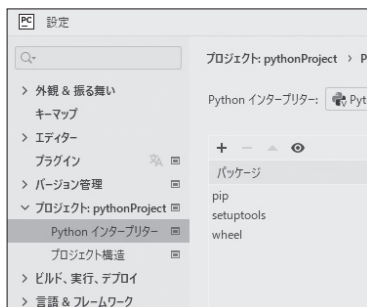 PC 設定
プロジェクト: pythonProject › P
外観 & 振る舞い
キーマップ
エディター
プラグイン
バージョン管理
プロジェクト: pythonProject
Python インタープリター
プロジェクト構造
ビルド、実行、デプロイ
言語 & フレームワーク
Python インタープリター: Pyt
パッケージ
pip
setuptools
wheel